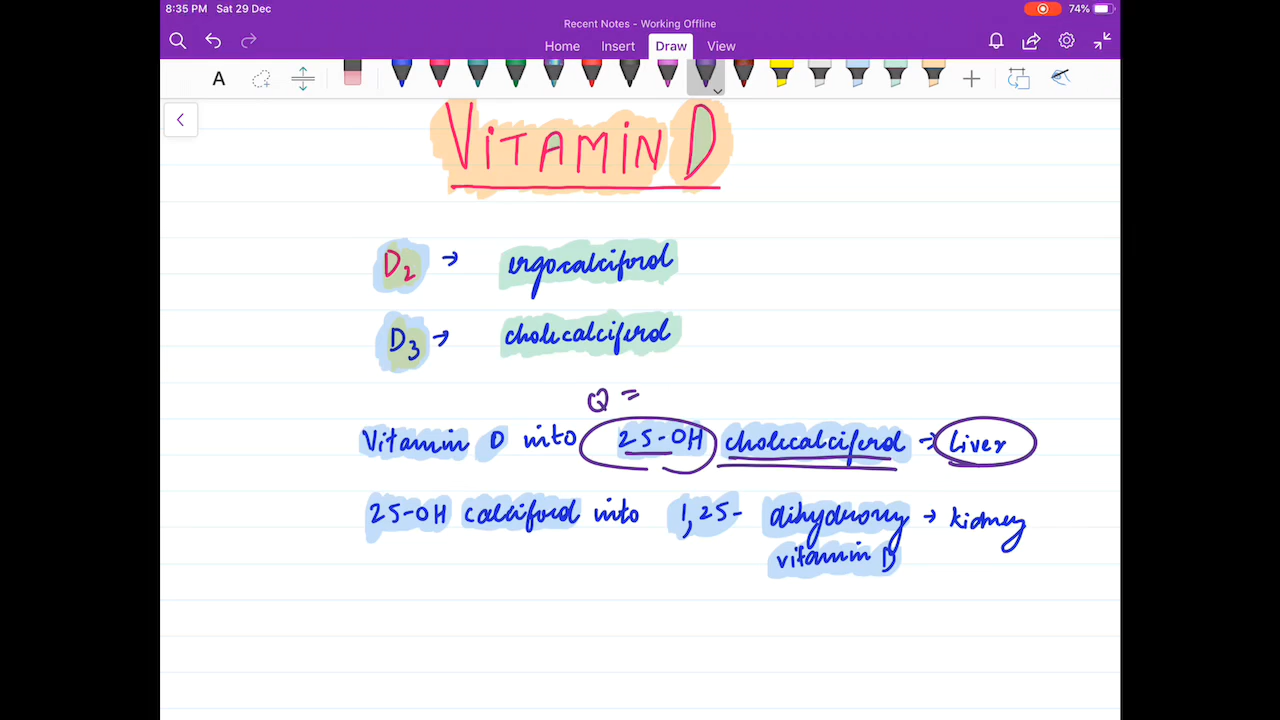 8:35 PM Sat 29 Dec 74%
Recent Notes - Working Offline
Home Insert Draw View
A
VITAMIN D
D2 → ergocalciferol
D3 → cholecalciferol
Q =
Vitamin D into 25-OH cholecalciferol → liver
25-OH calciferol into 1,25- dihydroxy → kidney
vitamin D